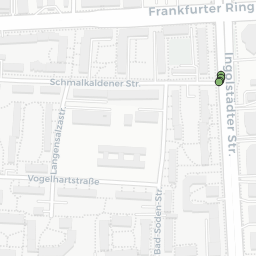 Frankfurter Ring
Ingolstädter Str.
Schmalkaldener Str.
Langensalzastr.
Vogelhartstraße
Bad-Soden-Str.